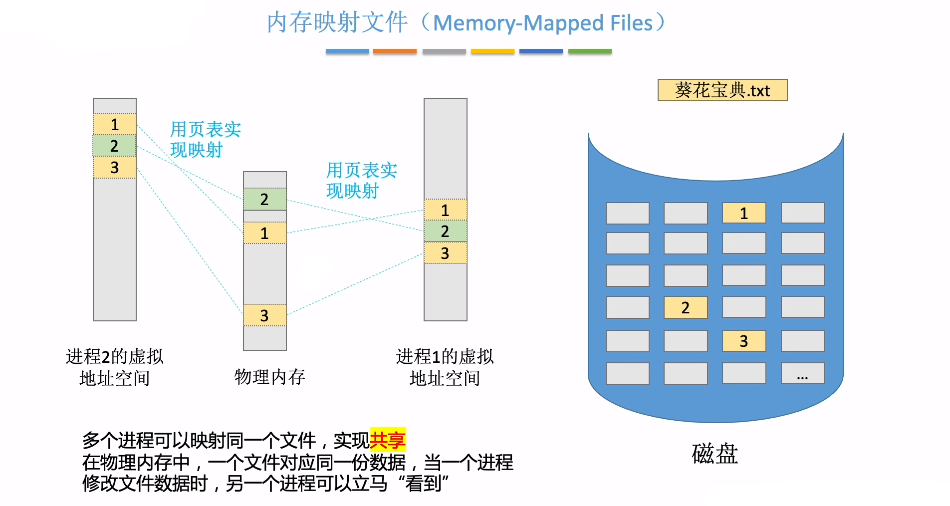 内存映射文件（Memory-Mapped Files）
葵花宝典.txt
1
2
3
用页表实
现映射
2
1
3
用页表实
现映射
1
2
3
1
2
3
...
进程2的虚拟
地址空间
物理内存
进程1的虚拟
地址空间
磁盘
多个进程可以映射同一个文件，实现共享
在物理内存中，一个文件对应同一份数据，当一个进程
修改文件数据时，另一个进程可以立马“看到”